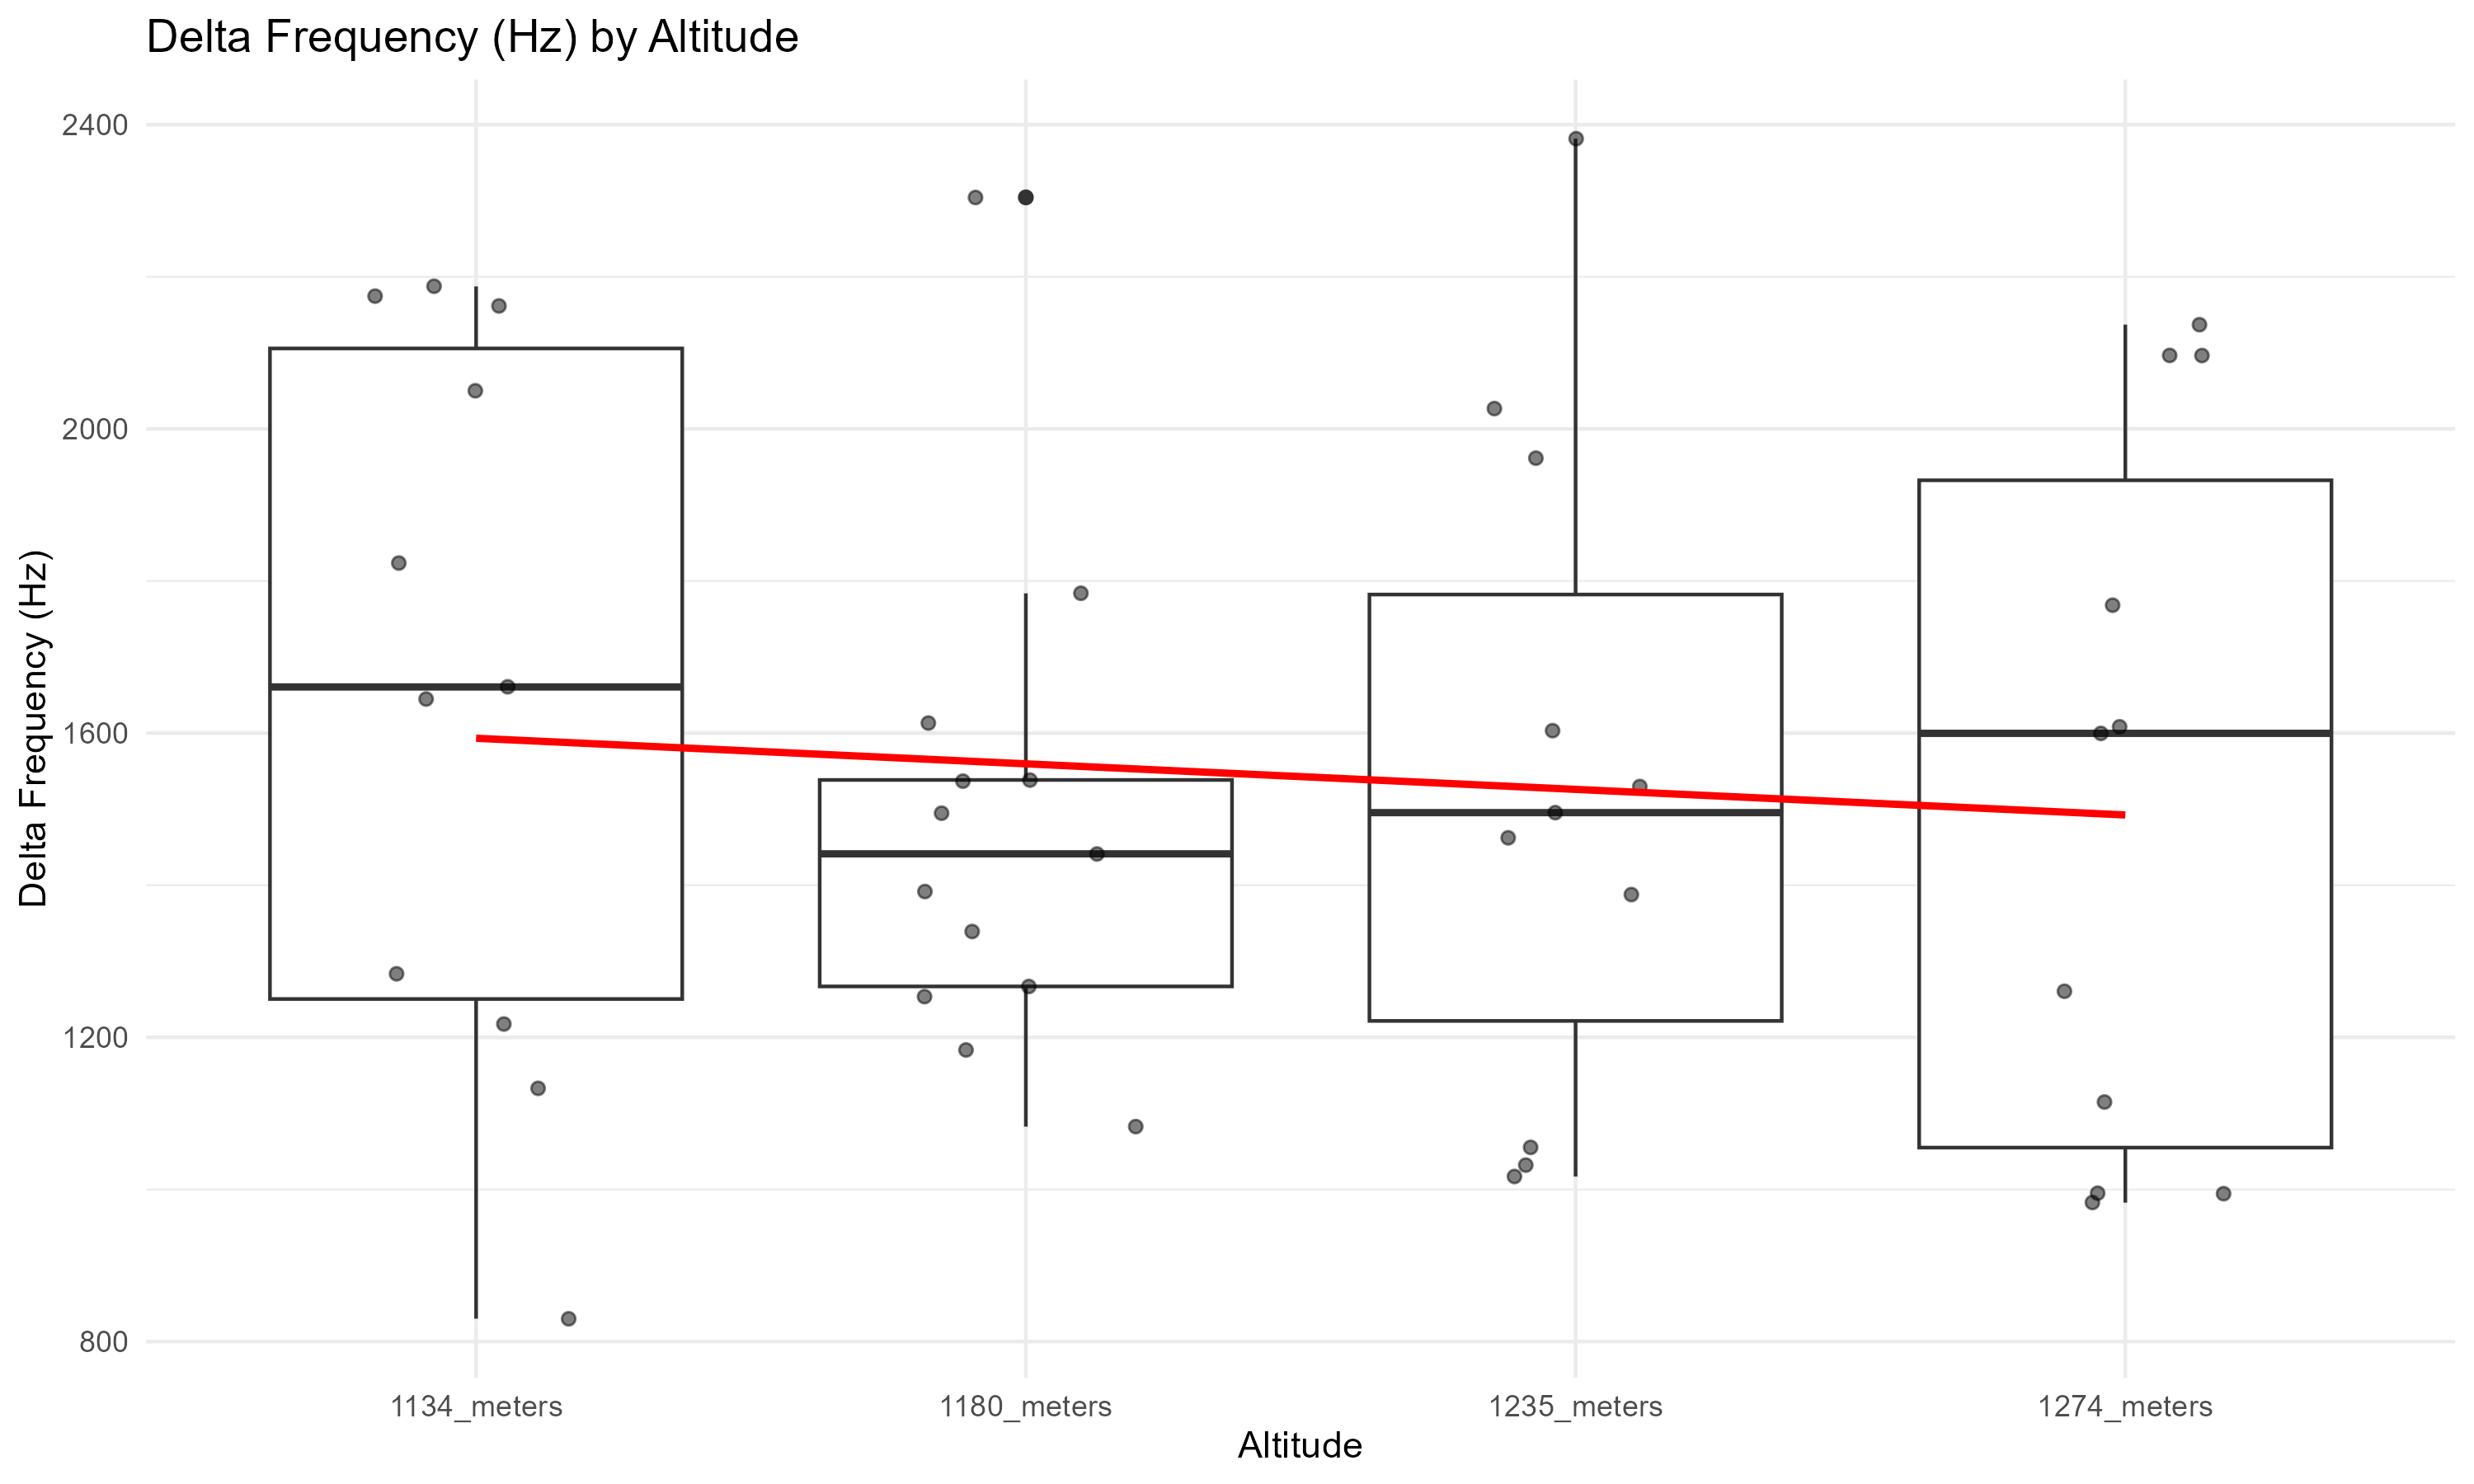 Delta Frequency (Hz) by Altitude
Delta Frequency (Hz)
2400
2000
1600
1200
800
1134_meters
1180_meters
1235_meters
1274_meters
Altitude